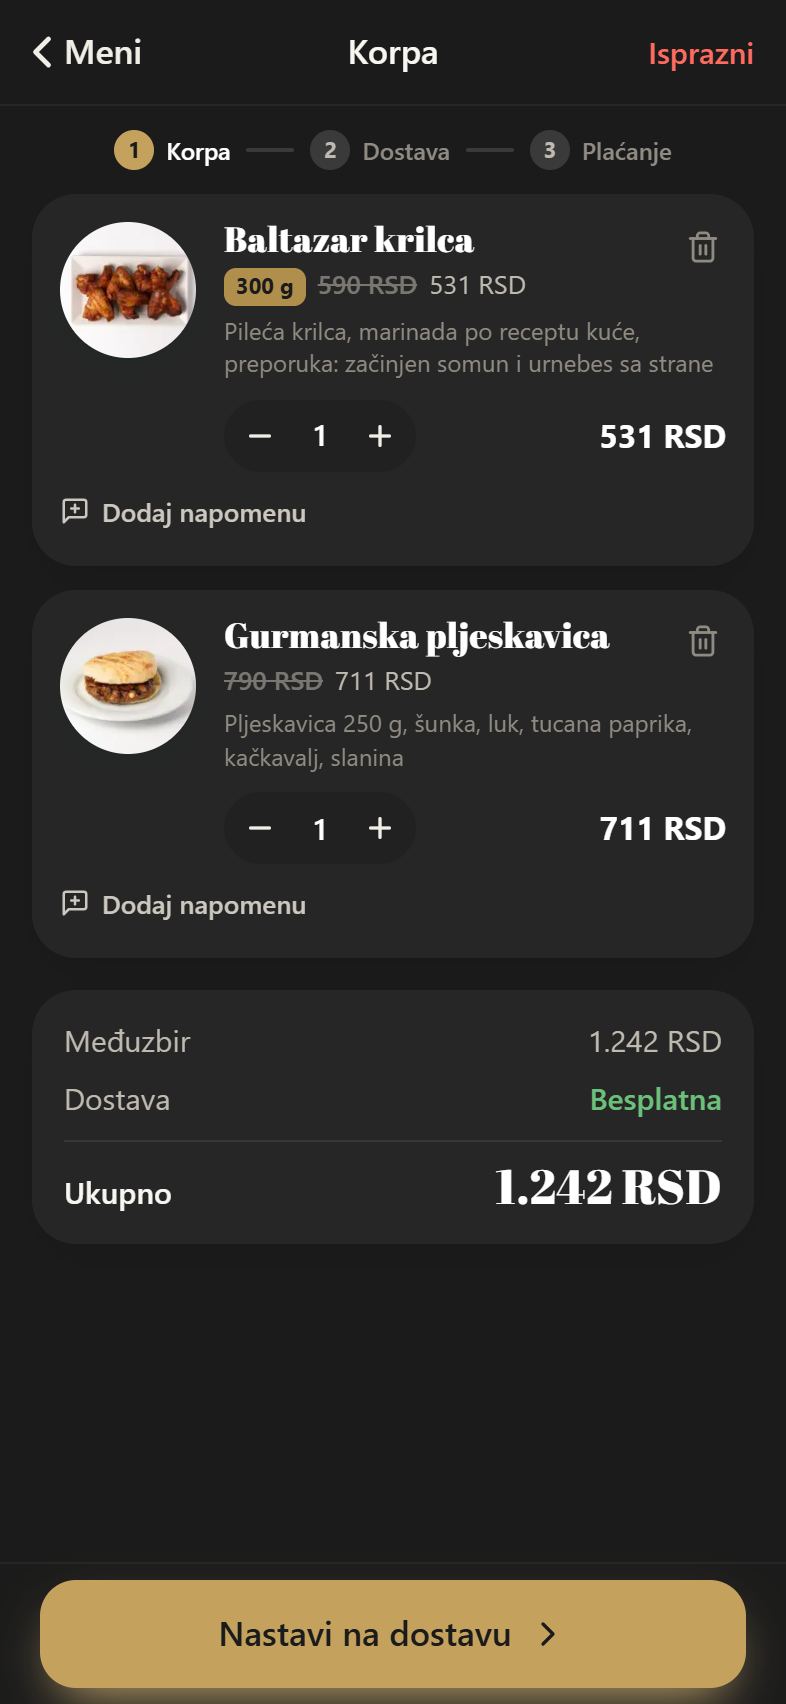 Meni
Korpa
Isprazni
1 Korpa 2 Dostava 3 Plaćanje
Baltazar krilca
300 g 590 RSD 531 RSD
Pileća krilca, marinada po receptu kuće,
preporuka: začinjen somun i urnebes sa strane
1 531 RSD
Dodaj napomenu
Gurmanska pljeskavica
790 RSD 711 RSD
Pljeskavica 250 g, šunka, luk, tucana paprika,
kačkavalj, slanina
1 711 RSD
Dodaj napomenu
Međuzbir 1.242 RSD
Dostava Besplatna
Ukupno 1.242 RSD
Nastavi na dostavu